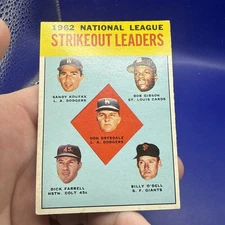 1962 NATIONAL LEAGUE
STRIKEOUT LEADERS
SANDY KOUFAX
L. A. DODGERS
BOB GIBSON
ST. LOUIS CARDS
DON DRYSDALE
L. A. DODGERS
DICK FARRELL
HSTN. COLT 45s
BILLY O'DELL
S. F. GIANTS